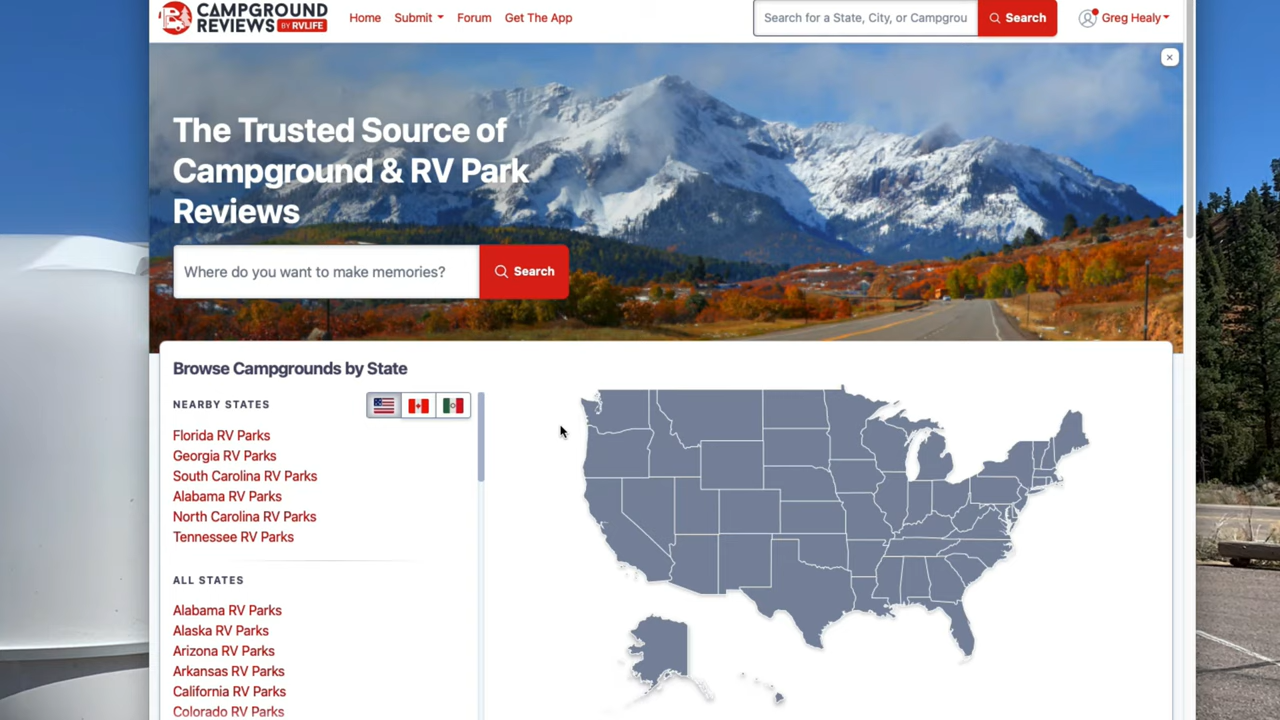 CAMPGROUND
REVIEWS BY RVLIFE
Home Submit Forum Get The App
Search for a State, City, or Campgrou
Search
Greg Healy
The Trusted Source of
Campground & RV Park
Reviews
Where do you want to make memories?
Search
Browse Campgrounds by State
NEARBY STATES
Florida RV Parks
Georgia RV Parks
South Carolina RV Parks
Alabama RV Parks
North Carolina RV Parks
Tennessee RV Parks
ALL STATES
Alabama RV Parks
Alaska RV Parks
Arizona RV Parks
Arkansas RV Parks
California RV Parks
Colorado RV Parks